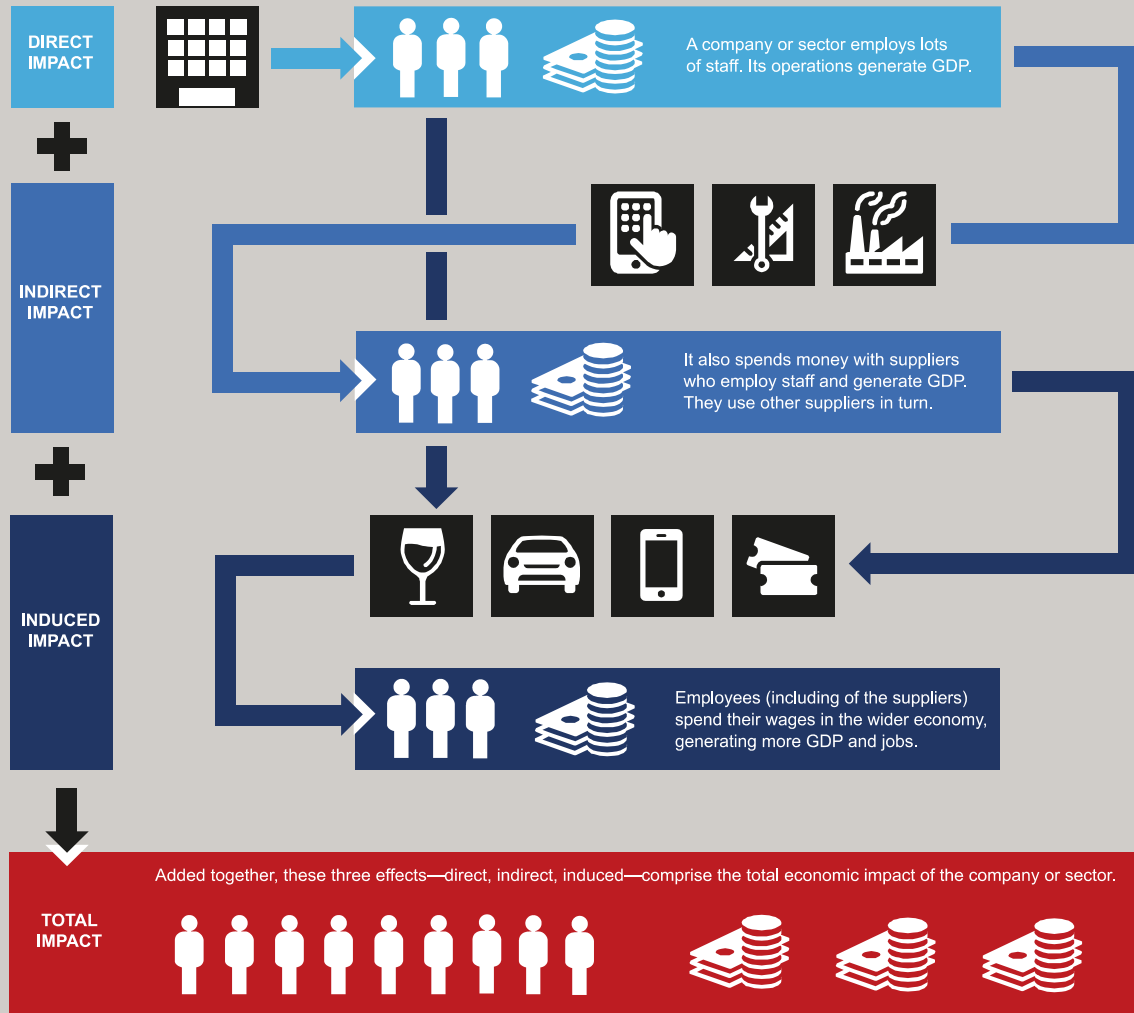 DIRECT
IMPACT
A company or sector employs lots
of staff. Its operations generate GDP.
INDIRECT
IMPACT
It also spends money with suppliers
who employ staff and generate GDP.
They use other suppliers in turn.
INDUCED
IMPACT
Employees (including of the suppliers)
spend their wages in the wider economy,
generating more GDP and jobs.
Added together, these three effects—direct, indirect, induced—comprise the total economic impact of the company or sector.
TOTAL
IMPACT